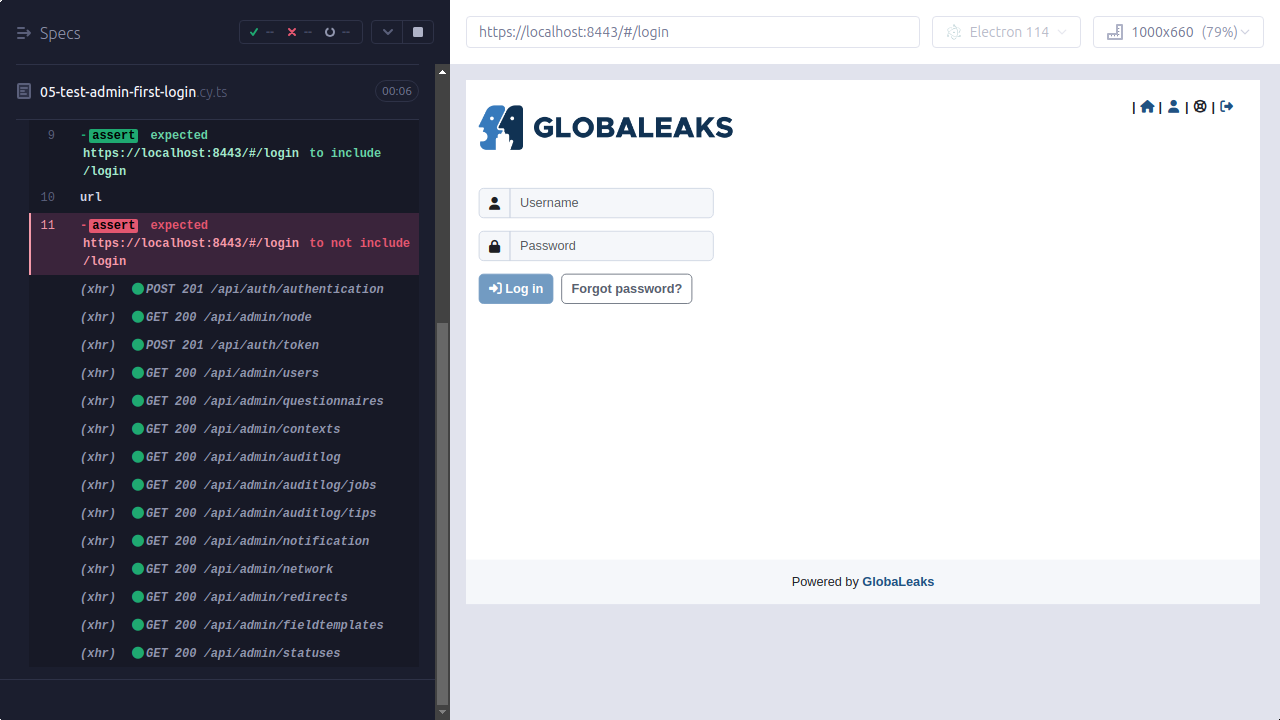 Specs
-- -- --
05-test-admin-first-login.cy.ts
00:06
9 -assert expected
https://localhost:8443/#/login to include
/login
10 url
11 -assert expected
https://localhost:8443/#/login to not include
/login
(xhr) POST 201 /api/auth/authentication
(xhr) GET 200 /api/admin/node
(xhr) POST 201 /api/auth/token
(xhr) GET 200 /api/admin/users
(xhr) GET 200 /api/admin/questionnaires
(xhr) GET 200 /api/admin/contexts
(xhr) GET 200 /api/admin/auditlog
(xhr) GET 200 /api/admin/auditlog/jobs
(xhr) GET 200 /api/admin/auditlog/tips
(xhr) GET 200 /api/admin/notification
(xhr) GET 200 /api/admin/network
(xhr) GET 200 /api/admin/redirects
(xhr) GET 200 /api/admin/fieldtemplates
(xhr) GET 200 /api/admin/statuses
https://localhost:8443/#/login
Electron 114
1000x660 (79%)
| | | |
GLOBALEAKS
Username
Password
Log in
Forgot password?
Powered by GlobaLeaks